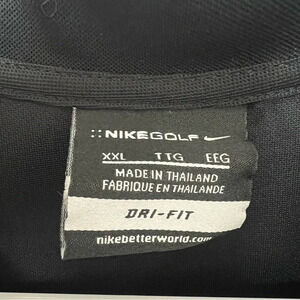 ::NIKEGOLF
XXL TTG EEG
MADE IN THAILAND
FABRIQUE EN THAILANDE
DRI-FIT
nikebetterworld.com